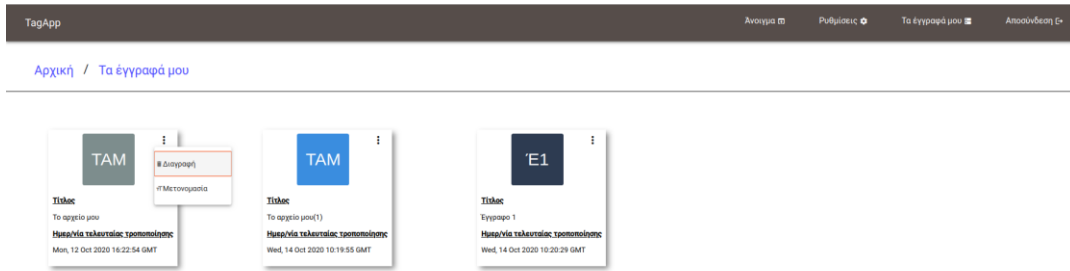 TagApp
Άνοιγμα
Ρυθμίσεις
Τα έγγραφά μου
Αποσύνδεση
Αρχική / Τα έγγραφά μου
ΤΑΜ
Διαγραφή
Μετονομασία
Τίτλος
Το αρχείο μου
Ημερ/νία τελευταίας τροποποίησης
Mon, 12 Oct 2020 16:22:54 GMT
ΤΑΜ
Τίτλος
Το αρχείο μου(1)
Ημερ/νία τελευταίας τροποποίησης
Wed, 14 Oct 2020 10:19:55 GMT
Έ1
Τίτλος
Έγγραφο 1
Ημερ/νία τελευταίας τροποποίησης
Wed, 14 Oct 2020 10:20:29 GMT